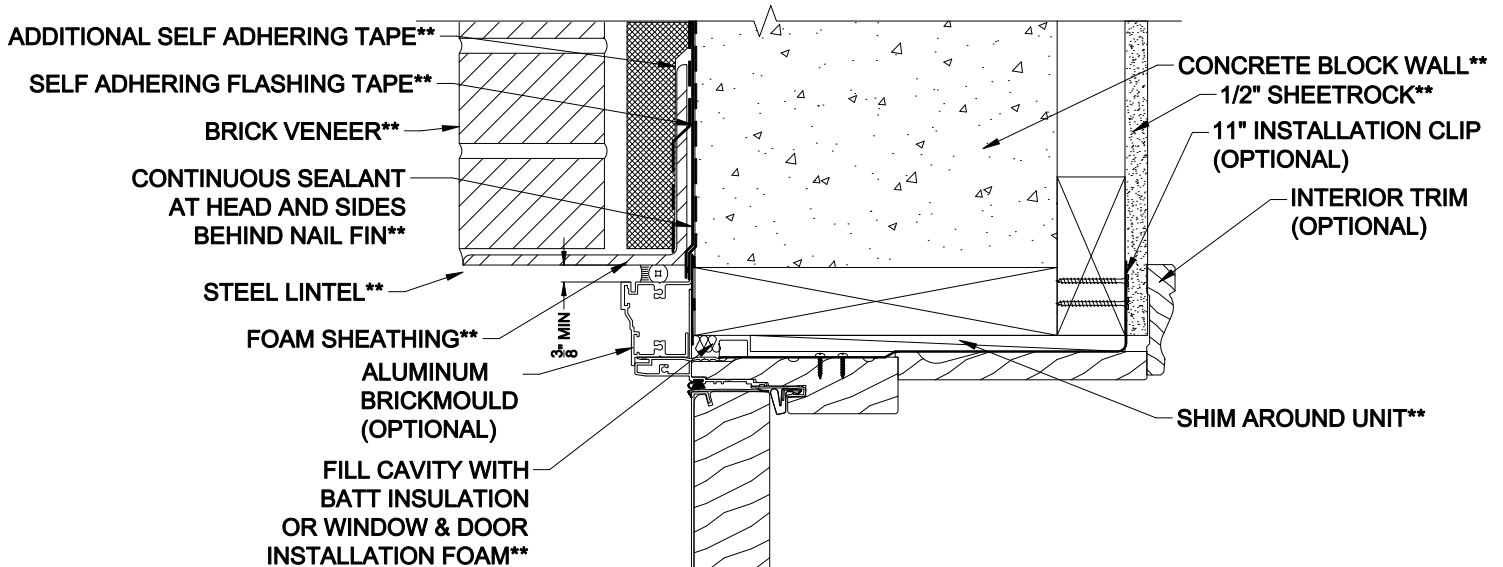 ADDITIONAL SELF ADHERING TAPE**
SELF ADHERING FLASHING TAPE**
BRICK VENEER**
CONTINUOUS SEALANT
AT HEAD AND SIDES
BEHIND NAIL FIN**
STEEL LINTEL**
FOAM SHEATHING**
3/8" MIN
ALUMINUM
BRICKMOULD
(OPTIONAL)
FILL CAVITY WITH
BATT INSULATION
OR WINDOW & DOOR
INSTALLATION FOAM**
CONCRETE BLOCK WALL**
1/2" SHEETROCK**
11" INSTALLATION CLIP
(OPTIONAL)
INTERIOR TRIM
(OPTIONAL)
SHIM AROUND UNIT**